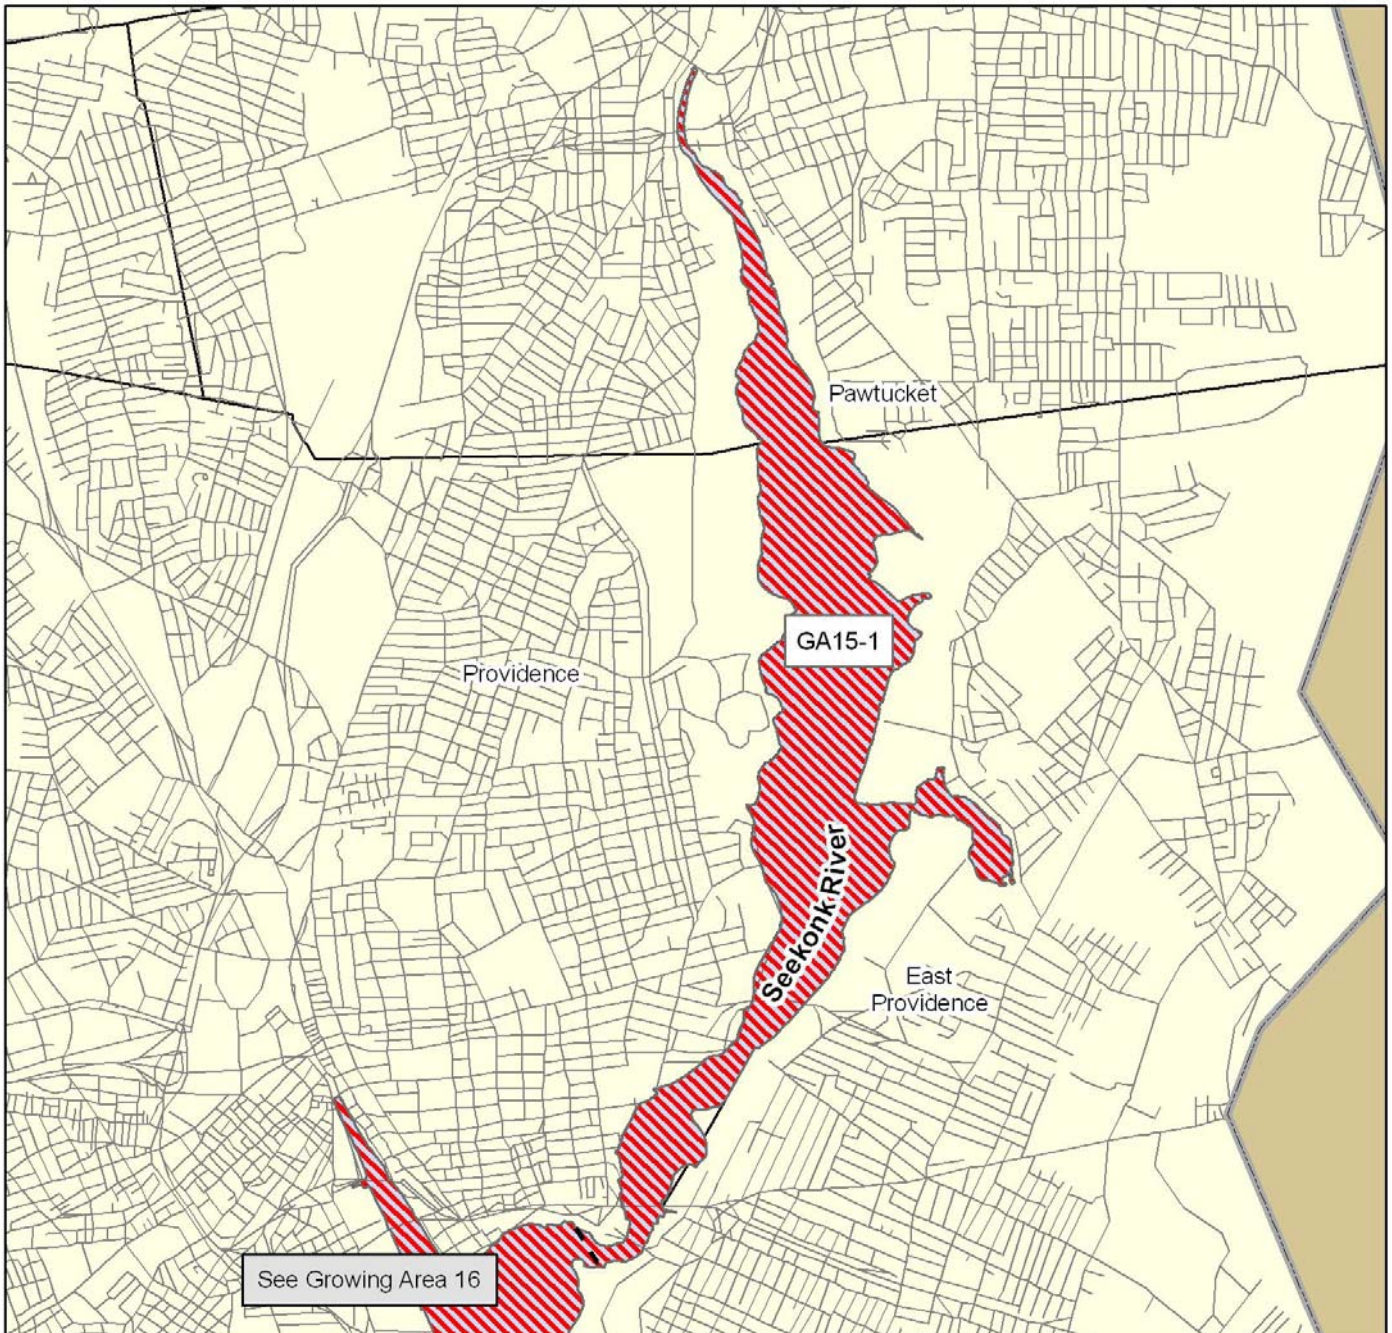 Pawtucket
GA15-1
Providence
Seekonk River
East
Providence
See Growing Area 16